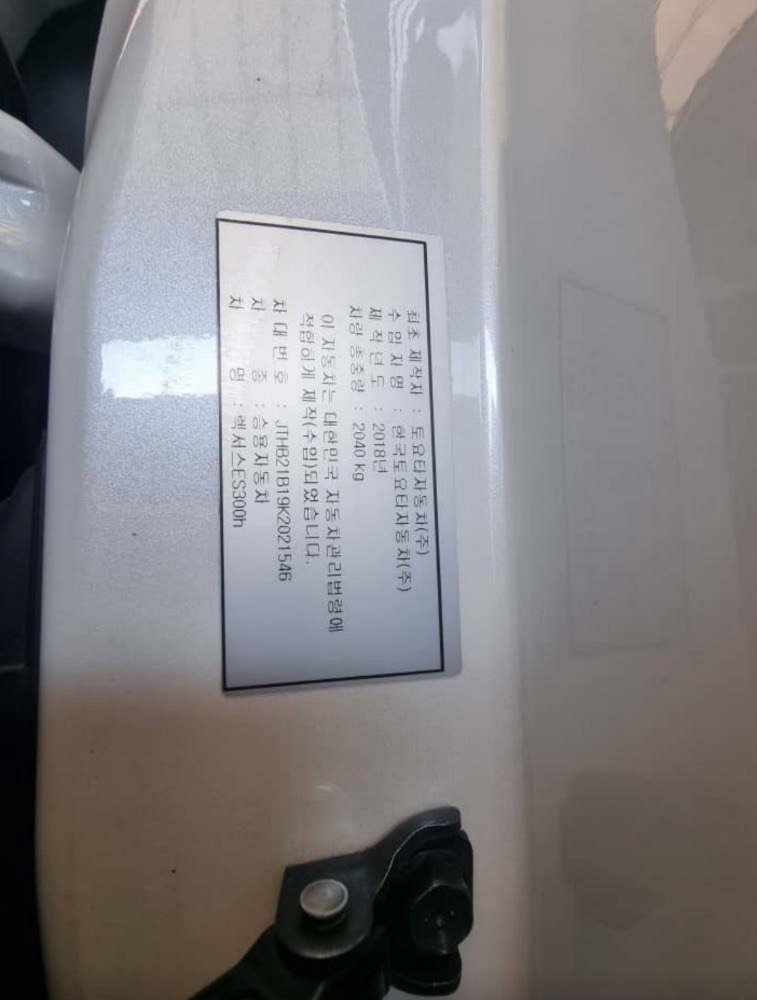 최초 제작자 : 토요타자동차(주)
수입 자명 : 한국토요타자동차(주)
제 작 년 도 : 2018년
차량 총중량 : 2040 kg
이 자동차는 대한민국 자동차관리법령에
적합하게 제작(수입)되었습니다.
차 대 번 호 : JTHB21B19K2021546
차 종 : 승용자동차
차 명 : 렉서스ES300h